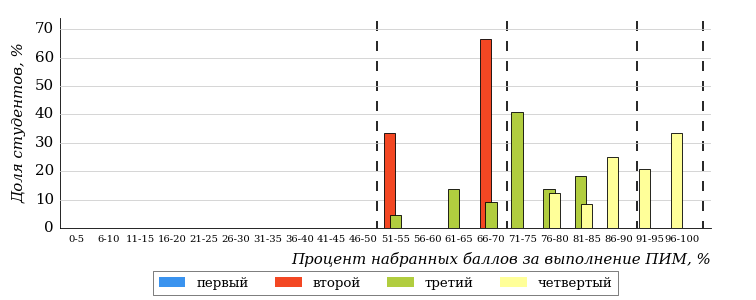 Доля студентов, %
70
60
50
40
30
20
10
0
0-5 6-10 11-15 16-20 21-25 26-30 31-35 36-40 41-45 46-50 51-55 56-60 61-65 66-70 71-75 76-80 81-85 86-90 91-95 96-100
Процент набранных баллов за выполнение ПИМ, %
первый второй третий четвертый